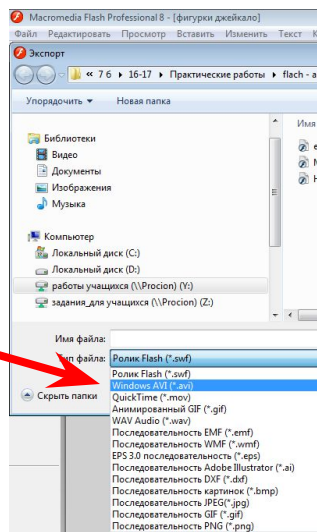 Macromedia Flash Professional 8 - [фигурки джейкало]
Файл Редактировать Просмотр Вставить Изменить Текст
Экспорт
« 7 б ▸ 16-17 ▸ Практические работы ▸ flach - a
Упорядочить ▼ Новая папка
Имя
Библиотеки
Видео
Документы
Изображения
Музыка
Компьютер
Локальный диск (C:)
Локальный диск (D:)
работы учащихся (\\Procion) (Y:)
задания_для учащихся (\\Procion) (Z:)
Имя файла:
Тип файла: Ролик Flash (*.swf)
Ролик Flash (*.swf)
Windows AVI (*.avi)
QuickTime (*.mov)
Анимированный GIF (*.gif)
WAV Audio (*.wav)
Последовательность EMF (*.emf)
Последовательность WMF (*.wmf)
EPS 3.0 последовательность (*.eps)
Последовательность Adobe Illustrator (*.ai)
Последовательность DXF (*.dxf)
Последовательность картинок (*.bmp)
Последовательность JPEG(*.jpg)
Последовательность GIF (*.gif)
Последовательность PNG (*.png)
Скрыть папки